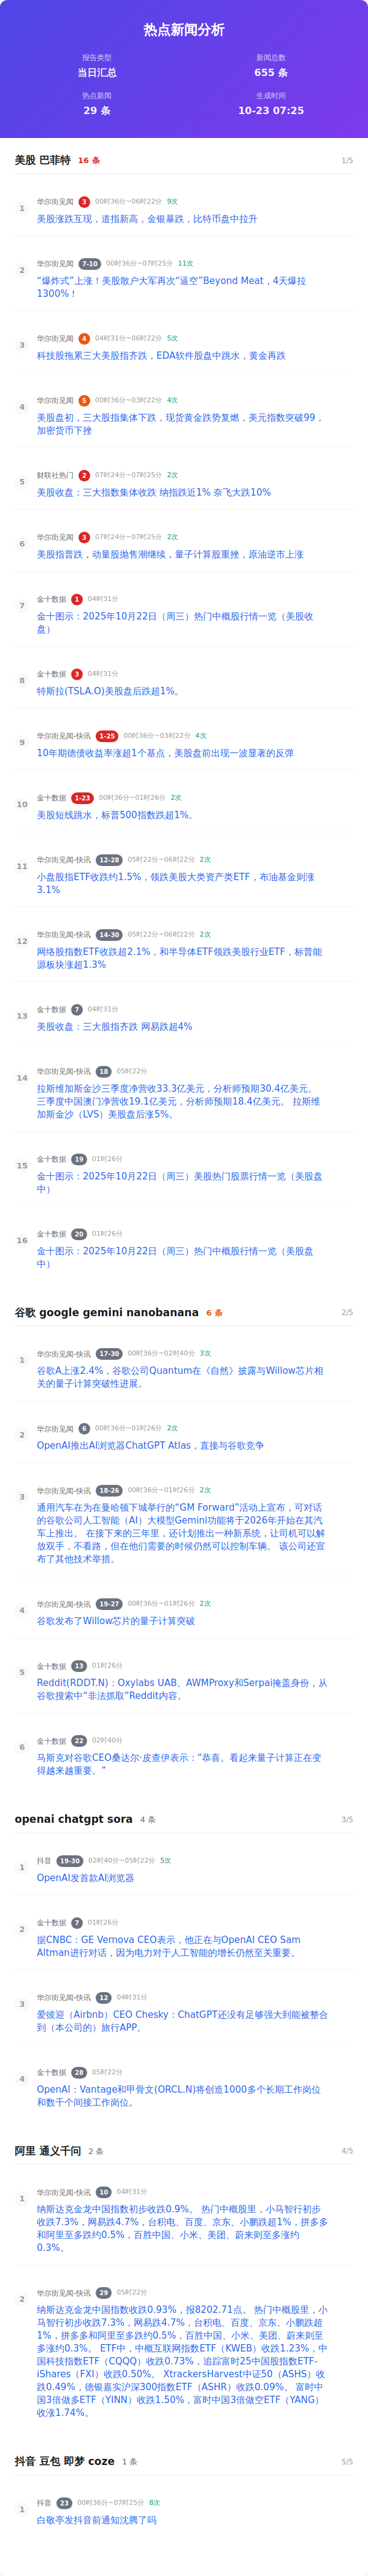 热点新闻分析
报告类型
当日汇总
新闻总数
655 条
热点新闻
29 条
生成时间
10-23 07:25
美股 巴菲特 16 条 1/5
1
华尔街见闻 3 00时36分~06时22分 9次
美股涨跌互现，道指新高，金银暴跌，比特币盘中拉升
2
华尔街见闻 7-10 00时36分~07时25分 11次
“爆炸式”上涨！美股散户大军再次“逼空”Beyond Meat，4天爆拉
1300%！
3
华尔街见闻 4 04时31分~06时22分 5次
科技股拖累三大美股指齐跌，EDA软件股盘中跳水，黄金再跌
4
华尔街见闻 5 00时36分~03时22分 4次
美股盘初，三大股指集体下跌，现货黄金跌势复燃，美元指数突破99，
加密货币下挫
5
财联社热门 2 07时24分~07时25分 2次
美股收盘：三大指数集体收跌 纳指跌近1% 奈飞大跌10%
6
华尔街见闻 3 07时24分~07时25分 2次
美股指普跌，动量股抛售潮继续，量子计算股重挫，原油逆市上涨
7
金十数据 1 04时31分
金十图示：2025年10月22日（周三）热门中概股行情一览（美股收
盘）
8
金十数据 3 04时31分
特斯拉(TSLA.O)美股盘后跌超1%。
9
华尔街见闻-快讯 1-25 00时36分~03时22分 4次
10年期德债收益率涨超1个基点，美股盘前出现一波显著的反弹
10
金十数据 1-23 00时36分~01时26分 2次
美股短线跳水，标普500指数跌超1%。
11
华尔街见闻-快讯 12-28 05时22分~06时22分 2次
小盘股指ETF收跌约1.5%，领跌美股大类资产类ETF，布油基金则涨
3.1%
12
华尔街见闻-快讯 14-30 05时22分~06时22分 2次
网络股指数ETF收跌超2.1%，和半导体ETF领跌美股行业ETF，标普能
源板块涨超1.3%
13
金十数据 7 04时31分
美股收盘：三大股指齐跌 网易跌超4%
14
华尔街见闻-快讯 18 05时22分
拉斯维加斯金沙三季度净营收33.3亿美元，分析师预期30.4亿美元。
三季度中国澳门净营收19.1亿美元，分析师预期18.4亿美元。 拉斯维
加斯金沙（LVS）美股盘后涨5%。
15
金十数据 19 01时26分
金十图示：2025年10月22日（周三）美股热门股票行情一览（美股盘
中）
16
金十数据 20 01时26分
金十图示：2025年10月22日（周三）热门中概股行情一览（美股盘
中）
谷歌 google gemini nanobanana 6 条 2/5
1
华尔街见闻-快讯 17-30 00时36分~02时40分 3次
谷歌A上涨2.4%，谷歌公司Quantum在《自然》披露与Willow芯片相
关的量子计算突破性进展。
2
华尔街见闻 6 00时36分~01时26分 2次
OpenAI推出AI浏览器ChatGPT Atlas，直接与谷歌竞争
3
华尔街见闻-快讯 18-26 00时36分~01时26分 2次
通用汽车在为在曼哈顿下城举行的“GM Forward”活动上宣布，可对话
的谷歌公司人工智能（AI）大模型Gemini功能将于2026年开始在其汽
车上推出。 在接下来的三年里，还计划推出一种新系统，让司机可以解
放双手，不看路，但在他们需要的时候仍然可以控制车辆。 该公司还宣
布了其他技术举措。
4
华尔街见闻-快讯 19-27 00时36分~01时26分 2次
谷歌发布了Willow芯片的量子计算突破
5
金十数据 13 01时26分
Reddit(RDDT.N)：Oxylabs UAB、AWMProxy和Serpai掩盖身份，从
谷歌搜索中“非法抓取”Reddit内容。
6
金十数据 22 02时40分
马斯克对谷歌CEO桑达尔·皮查伊表示：“恭喜。看起来量子计算正在变
得越来越重要。”
openai chatgpt sora 4 条 3/5
1
抖音 19-30 02时40分~05时22分 5次
OpenAI发首款AI浏览器
2
金十数据 7 01时26分
据CNBC：GE Vernova CEO表示，他正在与OpenAI CEO Sam
Altman进行对话，因为电力对于人工智能的增长仍然至关重要。
3
华尔街见闻-快讯 12 04时31分
爱彼迎（Airbnb）CEO Chesky：ChatGPT还没有足够强大到能被整合
到（本公司的）旅行APP。
4
金十数据 28 05时22分
OpenAI：Vantage和甲骨文(ORCL.N)将创造1000多个长期工作岗位
和数千个间接工作岗位。
阿里 通义千问 2 条 4/5
1
华尔街见闻-快讯 10 04时31分
纳斯达克金龙中国指数初步收跌0.9%。 热门中概股里，小马智行初步
收跌7.3%，网易跌4.7%，台积电、百度、京东、小鹏跌超1%，拼多多
和阿里至多跌约0.5%，百胜中国、小米、美团、蔚来则至多涨约
0.3%。
2
华尔街见闻-快讯 29 05时22分
纳斯达克金龙中国指数收跌0.93%，报8202.71点。 热门中概股里，小
马智行初步收跌7.3%，网易跌4.7%，台积电、百度、京东、小鹏跌超
1%，拼多多和阿里至多跌约0.5%，百胜中国、小米、美团、蔚来则至
多涨约0.3%。 ETF中，中概互联网指数ETF（KWEB）收跌1.23%，中
国科技指数ETF（CQQQ）收跌0.73%，追踪富时25中国股指数ETF-
iShares（FXI）收跌0.50%。 XtrackersHarvest中证50（ASHS）收
跌0.49%，德银嘉实沪深300指数ETF（ASHR）收跌0.09%。 富时中
国3倍做多ETF（YINN）收跌1.50%，富时中国3倍做空ETF（YANG）
收涨1.74%。
抖音 豆包 即梦 coze 1 条 5/5
1
抖音 23 00时36分~07时25分 8次
白敬亭发抖音前通知沈腾了吗